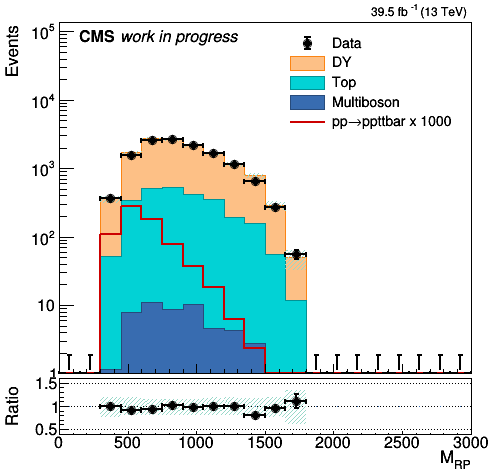 39.5 fb⁻¹ (13 TeV)
CMS work in progress
Data
DY
Top
Multiboson
pp→ppttbar x 1000
Events
10⁵
10⁴
10³
10²
10
1
Ratio
1.5
1
0.5
0 500 1000 1500 2000 2500 3000
M_RP